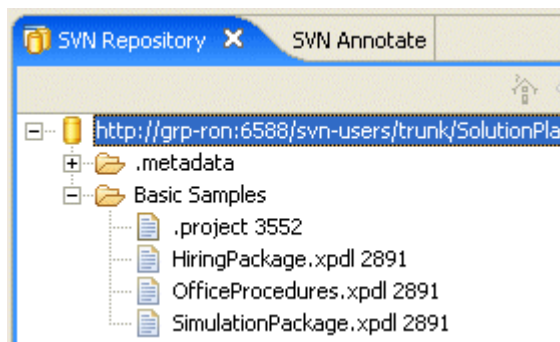 SVN Repository SVN Annotate
http://grp-ron:6588/svn-users/trunk/SolutionPla
.metadata
Basic Samples
.project 3552
HiringPackage.xpdl 2891
OfficeProcedures.xpdl 2891
SimulationPackage.xpdl 2891